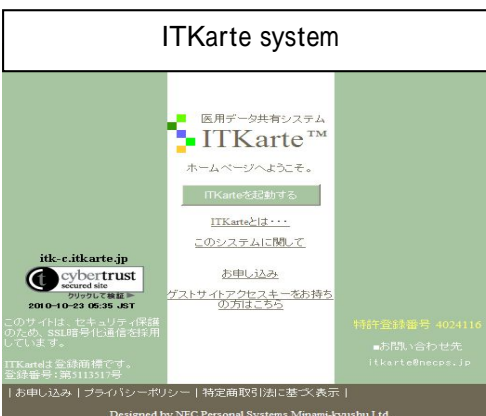 ITKarte system
医用データ共有システム
ITKarte™
ホームページへようこそ。
ITKarteを起動する
ITKarteとは・・・
このシステムに関して
お申し込み
ゲストサイトアクセスキーをお持ち
の方はこちら
itk-c.itkarte.jp
cybertrust
secured site
クリックして検証
2010-10-23 05:35 JST
このサイトは、セキュリティ保護
のため、SSL暗号化通信を採用
しています。
ITKarteは登録商標です。
登録番号:第5113517号
特許登録番号 4024116
■お問い合わせ先
itkarte@necps.jp
| お申し込み | プライバシーポリシー | 特定商取引法に基づく表示 |
Designed by NEC Personal Systems Minami-kyushu Ltd.